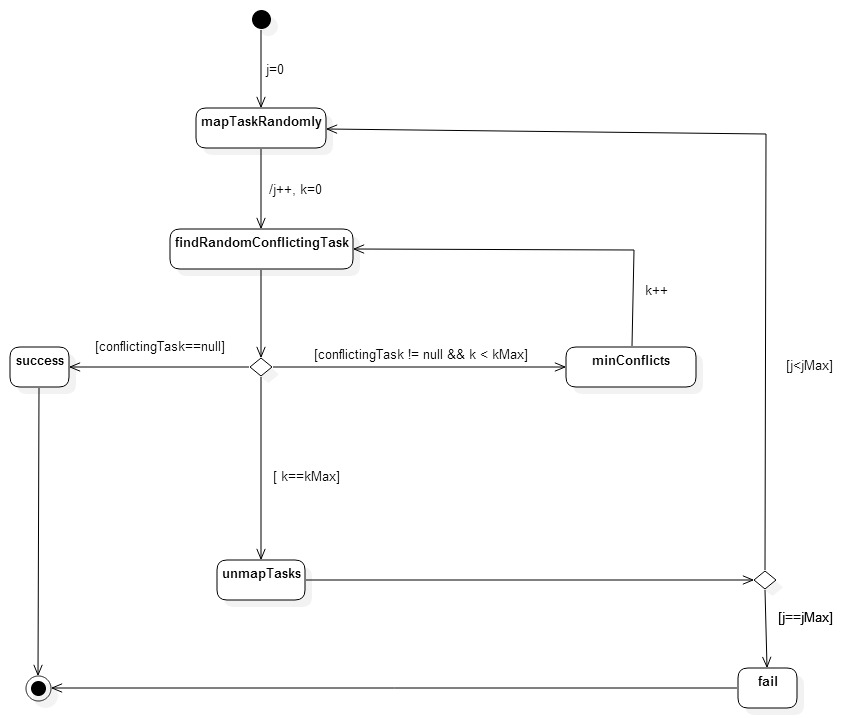 j=0
mapTaskRandomly
/j++, k=0
findRandomConflictingTask
k++
[conflictingTask==null]
[conflictingTask != null && k < kMax]
success
minConflicts
[j<jMax]
[ k==kMax]
unmapTasks
[j==jMax]
fail